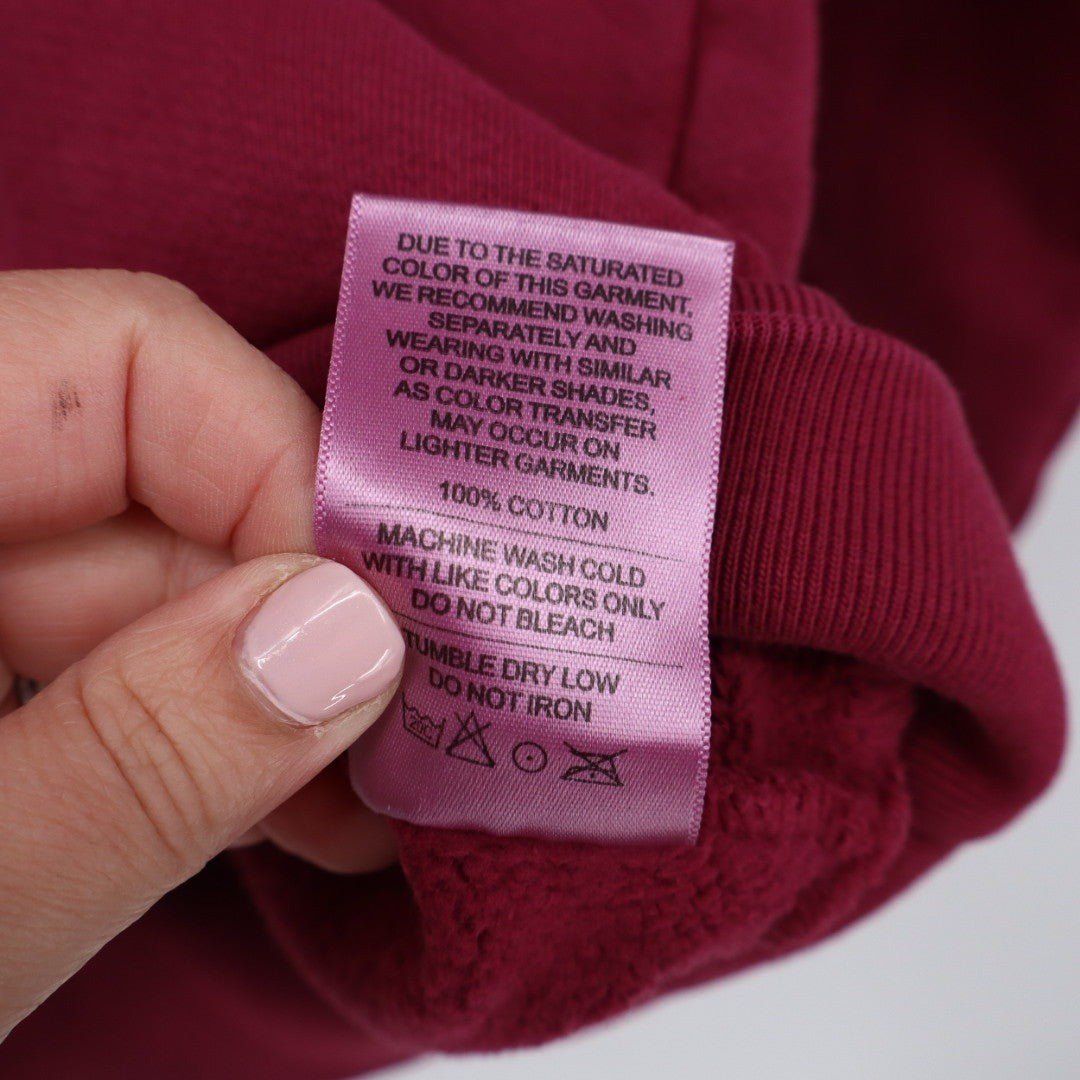 DUE TO THE SATURATED
COLOR OF THIS GARMENT,
WE RECOMMEND WASHING
SEPARATELY AND
WEARING WITH SIMILAR
OR DARKER SHADES,
AS COLOR TRANSFER
MAY OCCUR ON
LIGHTER GARMENTS.
100% COTTON
MACHINE WASH COLD
WITH LIKE COLORS ONLY
DO NOT BLEACH
TUMBLE DRY LOW
DO NOT IRON
20C